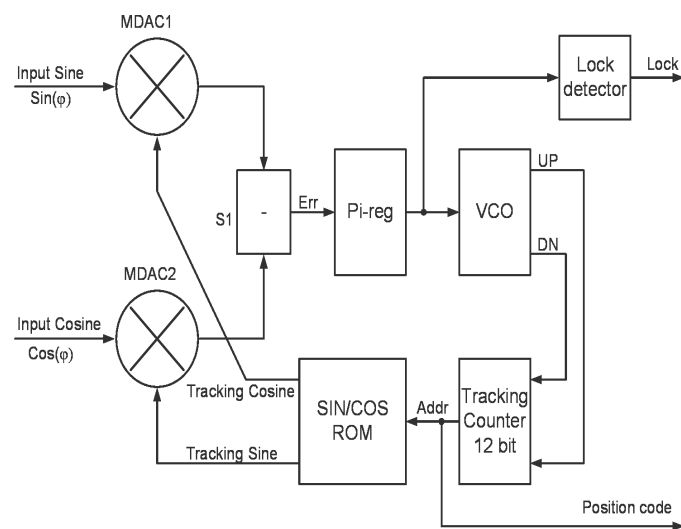 MDAC1
Input Sine
Sin(φ)
Lock
detector
Lock
S1
-
Err
Pi-reg
VCO
UP
DN
MDAC2
Input Cosine
Cos(φ)
Tracking Cosine
SIN/COS
ROM
Addr
Tracking
Counter
12 bit
Tracking Sine
Position code